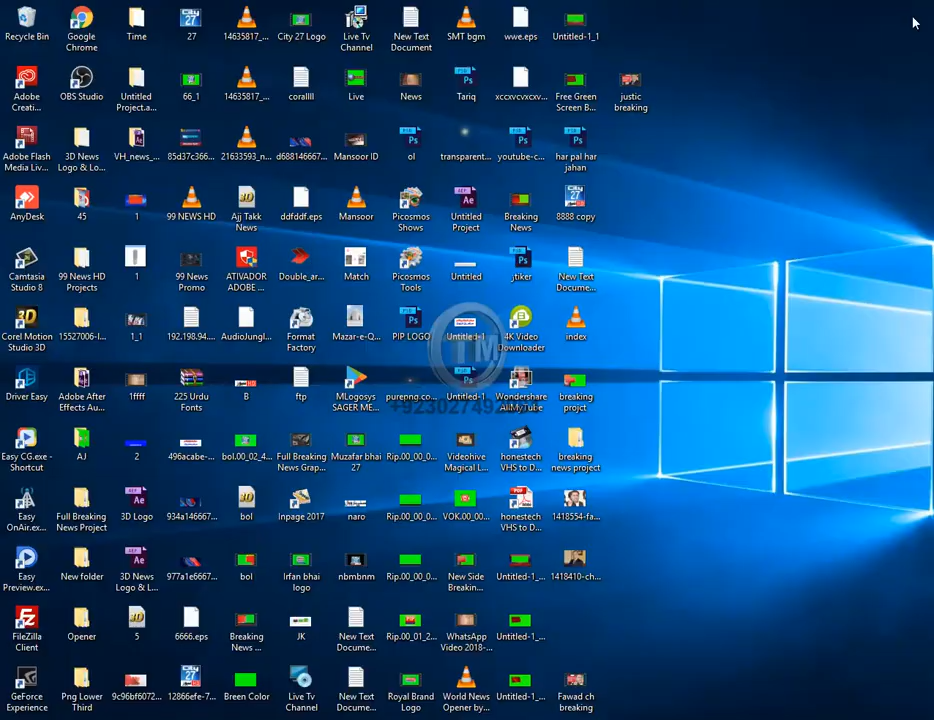 Recycle Bin
Google
Chrome
Time
27
14635817_...
City 27 Logo
Live Tv
Channel
New Text
Document
SMT bgm
wwe.eps
Untitled-1_1
Adobe
Creati...
OBS Studio
Untitled
Project.a...
66_1
14635817_...
corallll
Live
News
Tariq
xccxvcvxcxv...
Free Green
Screen B...
justic
breaking
Adobe Flash
Media Liv...
3D News
Logo & Lo...
VH_news_...
85d37c366...
21633593_n...
d688146667...
Mansoor ID
ol
transparent...
youtube-c...
har pal har
jahan
AnyDesk
45
1
99 NEWS HD
Ajj Takk
News
ddfddf.eps
Mansoor
Picosmos
Shows
Untitled
Project
Breaking
News
8888 copy
Camtasia
Studio 8
99 News HD
Projects
1
99 News
Promo
ATIVADOR
ADOBE ...
Double_ar...
Match
Picosmos
Tools
Untitled
,tiker
New Text
Docume...
Corel Motion
Studio 3D
15527006-l...
1_1
192.168.94....
AudioJungl...
Format
Factory
Mazar-e-Q...
PIP LOGO
Untitled-1
4K Video
Downloader
index
Driver Easy
Adobe After
Effects Au...
1ffff
225 Urdu
Fonts
B
ftp
MLogosys
SAGER ME...
purepng.co...
Untitled-1
Wondershare
AllMyTube
breaking
projct
Easy CG.exe -
Shortcut
AJ
2
496acabe-...
bol.00_02_4...
Full Breaking
News Grap...
Muzafar bhai
27
Rip.00_00_0...
Videohive
Magical L...
honestech
VHS to D...
breaking
news project
Easy
OnAir.ex...
Full Breaking
News Project
3D Logo
934a146667...
bol
Inpage 2017
naro
Rip.00_00_0...
VOK.00_00...
honestech
VHS to D...
1418554-fa...
Easy
Preview.ex...
New folder
3D News
Logo & L...
977a1e6667...
bol
Irfan bhai
logo
nbmbnm
Rip.00_00_0...
New Side
Breakin...
Untitled-1_...
1418410-ch...
FileZilla
Client
Opener
5
6666.eps
Breaking
News ...
JK
New Text
Docume...
Rip.00_01_2...
WhatsApp
Video 2018-...
Untitled-1_...
GeForce
Experience
Png Lower
Third
9c96bf6072...
12866efe-7...
Breen Color
Live Tv
Channel
New Text
Docume...
Royal Brand
Logo
World News
Opener by...
Untitled-1_...
Fawad ch
breaking
TM